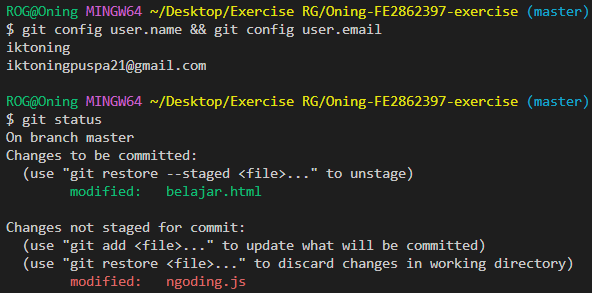 ROG@Oning MINGW64 ~/Desktop/Exercise RG/Oning-FE2862397-exercise (master)
$ git config user.name && git config user.email
iktoning
iktoningpuspa21@gmail.com

ROG@Oning MINGW64 ~/Desktop/Exercise RG/Oning-FE2862397-exercise (master)
$ git status
On branch master
Changes to be committed:
  (use "git restore --staged <file>..." to unstage)
        modified:   belajar.html

Changes not staged for commit:
  (use "git add <file>..." to update what will be committed)
  (use "git restore <file>..." to discard changes in working directory)
        modified:   ngoding.js